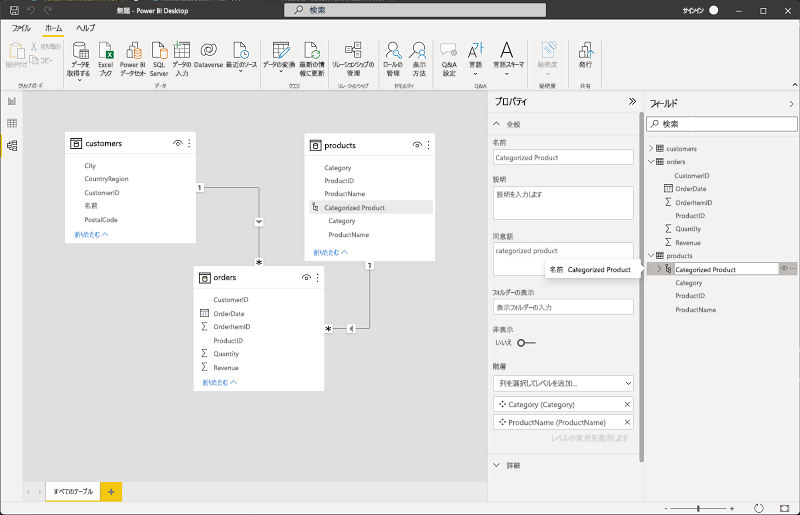 無題 - Power BI Desktop
検索
サインイン
ファイル
ホーム
ヘルプ
貼り付け
切り取り
コピー
クリップボード
データを
取得する
Excel
ブック
Power BI
データセット
SQL
Server
データの
入力
Dataverse
最近のソース
データ
データの変換
最新の情
報に更新
クエリ
リレーションシップの
管理
リレーションシップ
ロールの
管理
表示
方法
セキュリティ
Q&A
設定
言語
言語スキーマ
Q&A
秘密度
秘密度
発行
共有
customers
City
CountryRegion
CustomerID
名前
PostalCode
折りたたむ
products
Category
ProductID
ProductName
Categorized Product
Category
ProductName
折りたたむ
1
1
*
*
orders
CustomerID
OrderDate
OrderItemID
ProductID
Quantity
Revenue
折りたたむ
すべてのテーブル
プロパティ
全般
名前
Categorized Product
説明
説明を入力します
同意語
categorized product
名前 Categorized Product
フォルダーの表示
表示フォルダーの入力
非表示
いいえ
階層
列を選択してレベルを追加...
Category (Category)
ProductName (ProductName)
レベルの変更を適用します
詳細
フィールド
検索
customers
orders
CustomerID
OrderDate
OrderItemID
ProductID
Quantity
Revenue
products
Categorized Product
Category
ProductID
ProductName